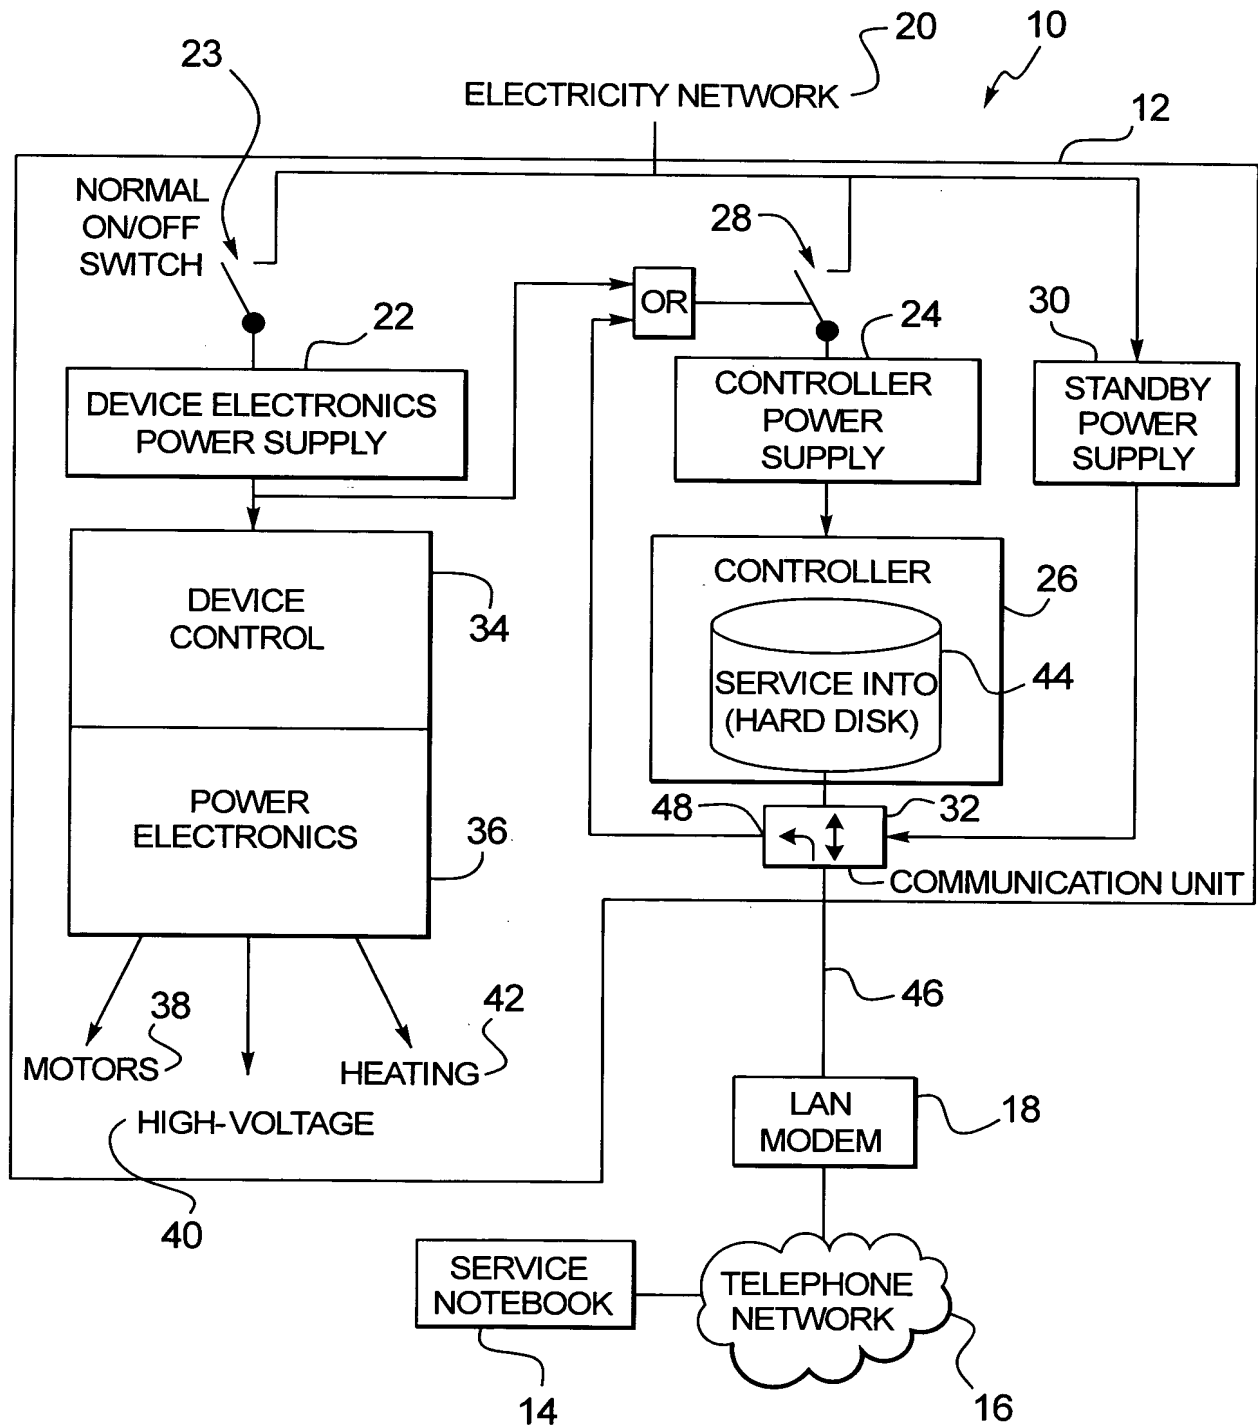 20
10
23
ELECTRICITY NETWORK
12
NORMAL
ON/OFF
SWITCH
28
OR
22
24
30
DEVICE ELECTRONICS
POWER SUPPLY
CONTROLLER
POWER
SUPPLY
STANDBY
POWER
SUPPLY
DEVICE
CONTROL
34
CONTROLLER
26
SERVICE INTO
(HARD DISK)
44
POWER
ELECTRONICS
36
48
32
COMMUNICATION UNIT
38
42
46
MOTORS
HEATING
HIGH-VOLTAGE
40
LAN
MODEM
18
SERVICE
NOTEBOOK
14
TELEPHONE
NETWORK
16